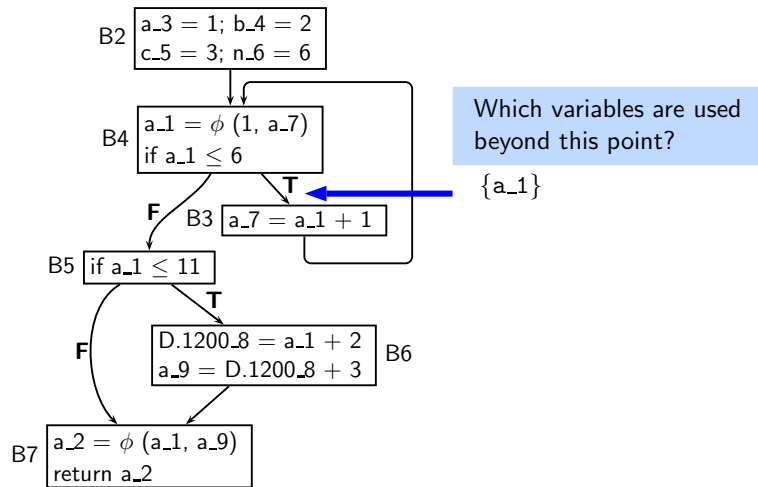 B2
a_3 = 1; b_4 = 2
c_5 = 3; n_6 = 6
B4
a_1 = ϕ (1, a_7)
if a_1 ≤ 6
Which variables are used
beyond this point?
{a_1}
T
F
B3
a_7 = a_1 + 1
B5
if a_1 ≤ 11
T
F
D.1200_8 = a_1 + 2
a_9 = D.1200_8 + 3
B6
B7
a_2 = ϕ (a_1, a_9)
return a_2